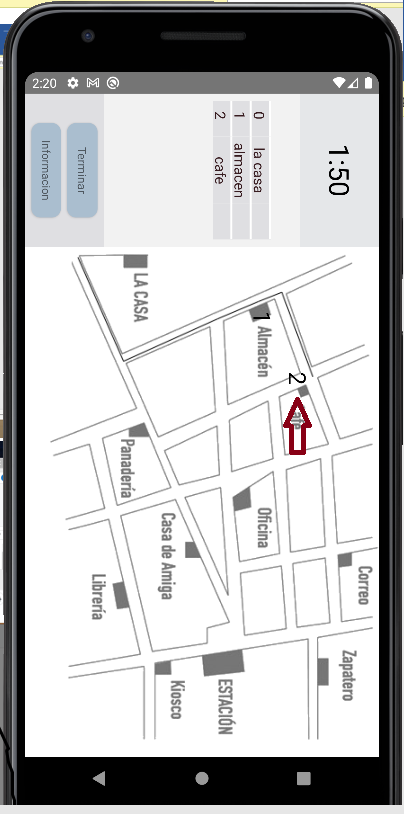 2:20
1:50
0 la casa
1 almacen
2 cafe
Terminar
Informacion
LA CASA
1
Almacén
2
Panadería
Oficina
Casa de Amiga
Correo
Librería
Zapatero
ESTACIÓN
Kiosco